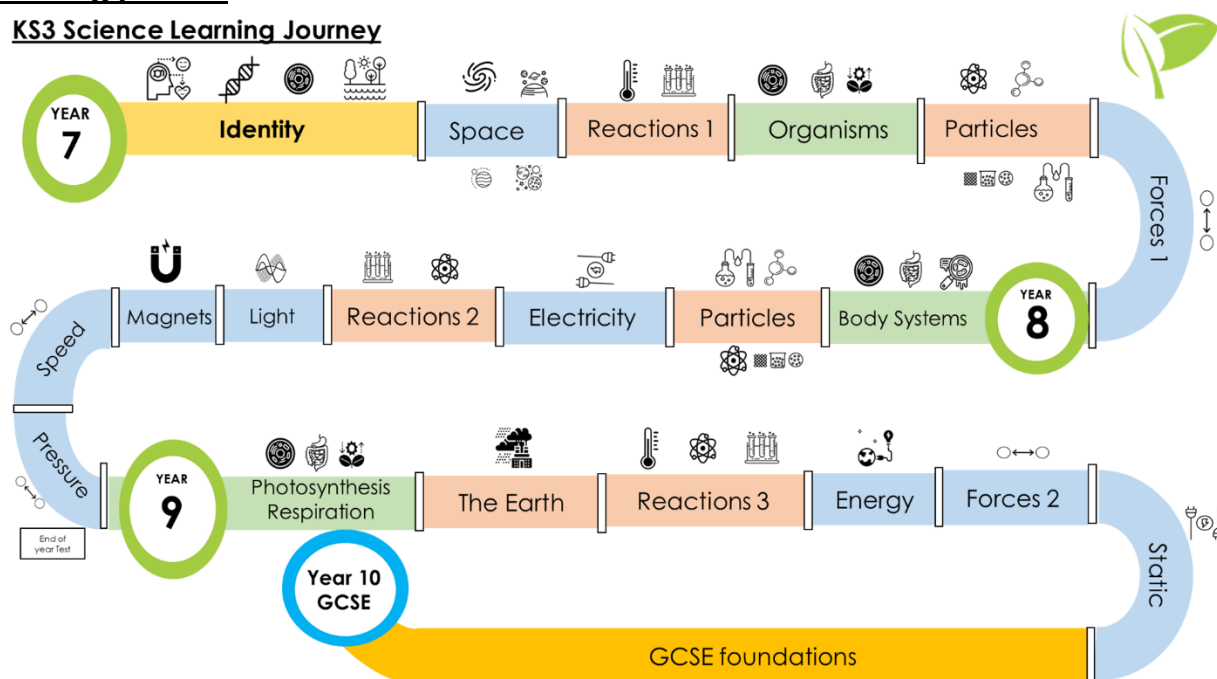 KS3 Science Learning Journey
YEAR
7
Identity
Space
Reactions 1
Organisms
Particles
Forces 1
YEAR
8
Body Systems
Particles
Electricity
Reactions 2
Light
Magnets
Speed
Pressure
End of
year Test
YEAR
9
Photosynthesis
Respiration
The Earth
Reactions 3
Energy
Forces 2
Static
GCSE foundations
Year 10
GCSE